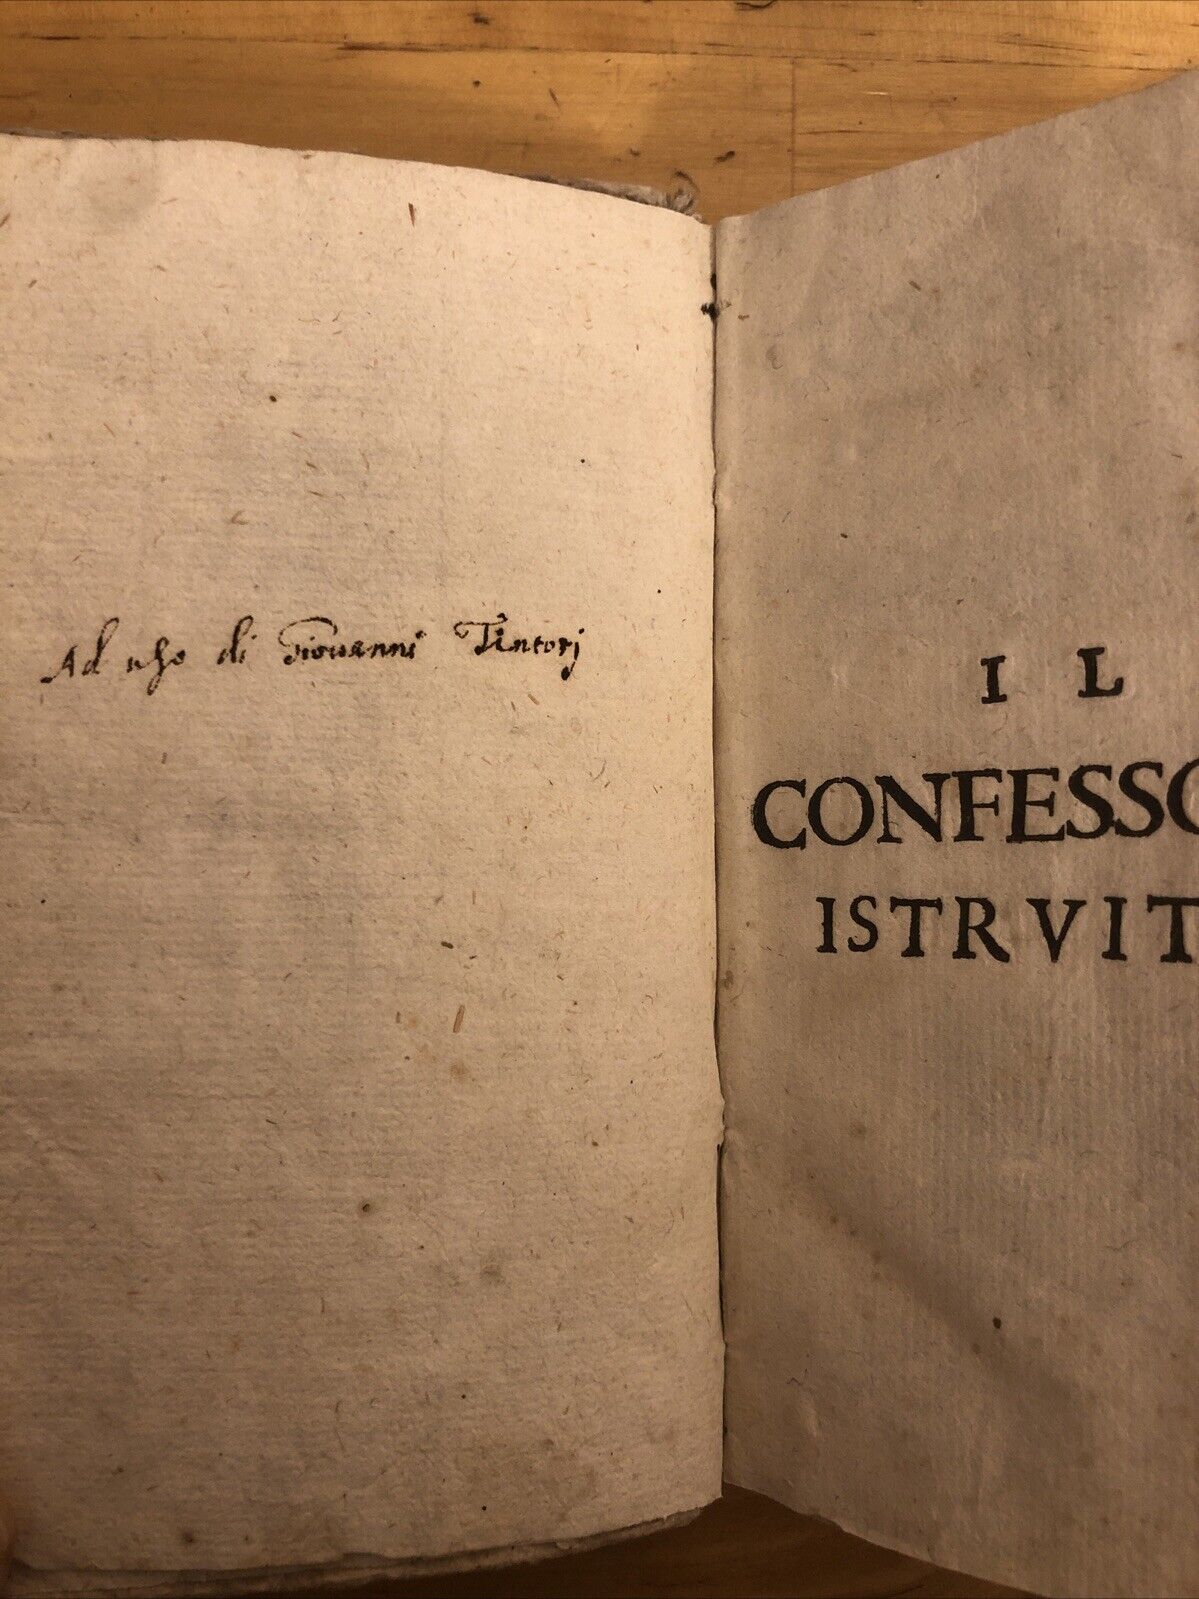 Ad uso di Giovanni Tintorj
IL
CONFESSO
ISTRVIT